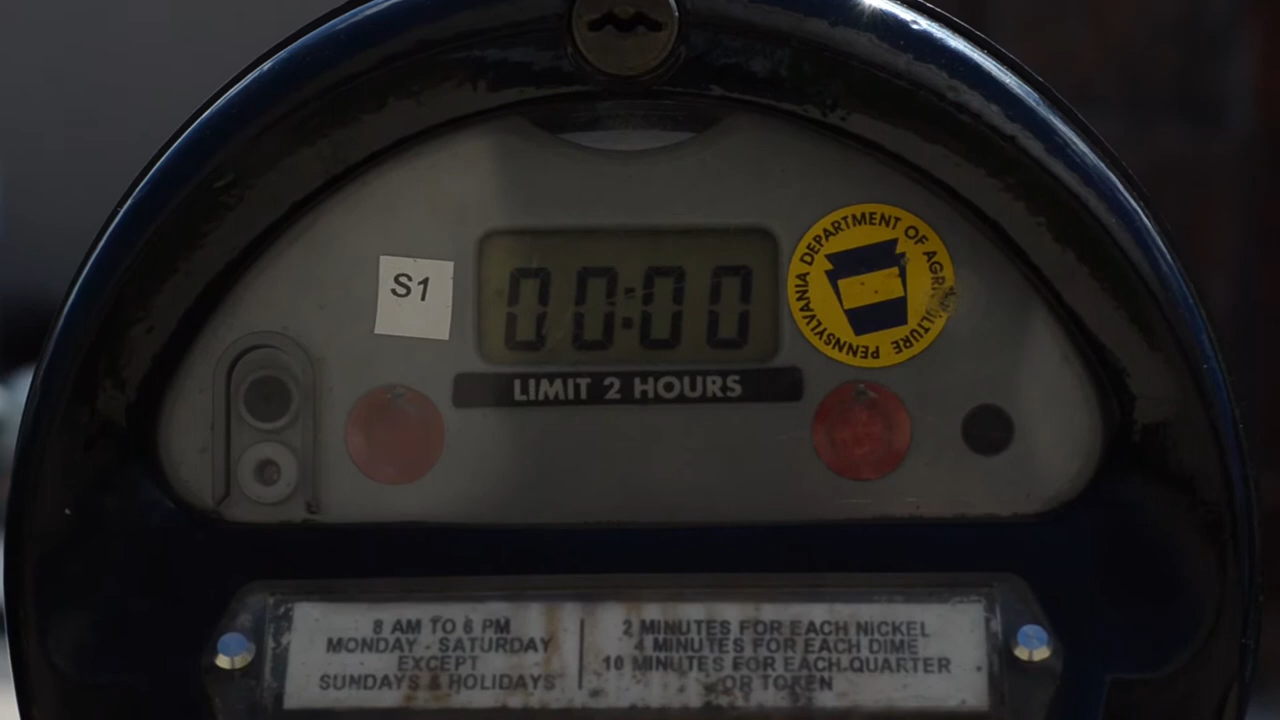 S1
00:00
PENNSYLVANIA DEPARTMENT OF AGRICULTURE
LIMIT 2 HOURS
8 AM TO 6 PM
MONDAY - SATURDAY
EXCEPT
SUNDAYS & HOLIDAYS
2 MINUTES FOR EACH NICKEL
4 MINUTES FOR EACH DIME
10 MINUTES FOR EACH QUARTER
OR TOKEN